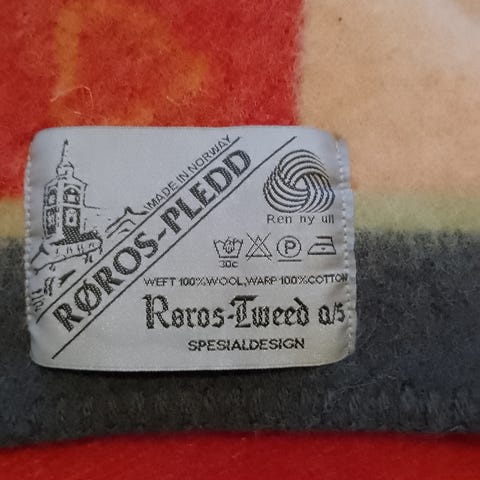 MADE IN NORWAY
RØROS-PLEDD
Ren ny ull
30c
P
WEFT 100%WOOL,WARP 100%COTTON
Røros-Tweed a/s
SPESIALDESIGN